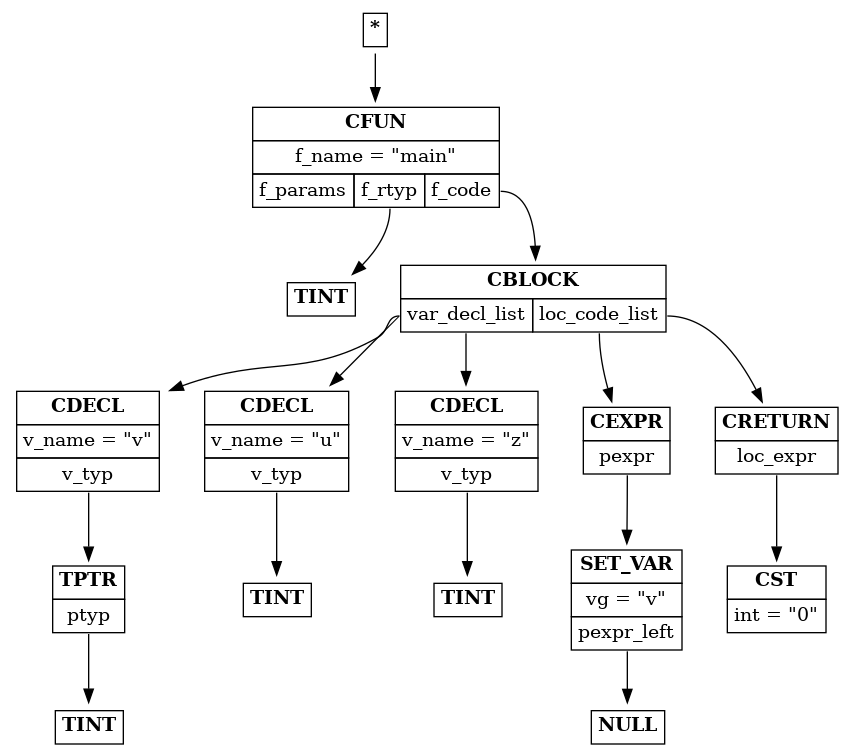 *
CFUN
f_name = "main"
f_params f_rtyp f_code
TINT
CBLOCK
var_decl_list loc_code_list
CDECL
v_name = "v"
v_typ
CDECL
v_name = "u"
v_typ
CDECL
v_name = "z"
v_typ
CEXPR
pexpr
CRETURN
loc_expr
TPTR
ptyp
TINT
TINT
SET_VAR
vg = "v"
pexpr_left
CST
int = "0"
TINT
NULL